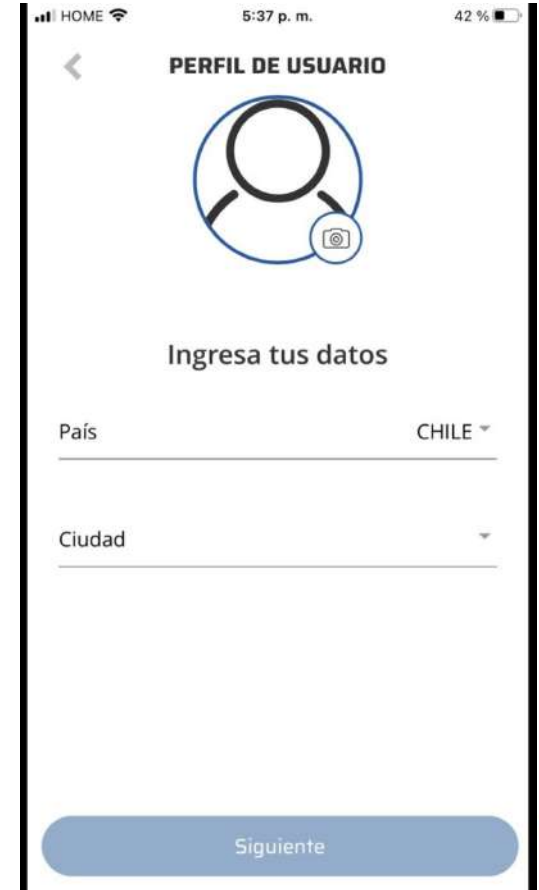 HOME 5:37 p. m. 42 %
PERFIL DE USUARIO
Ingresa tus datos
País CHILE
Ciudad
Siguiente